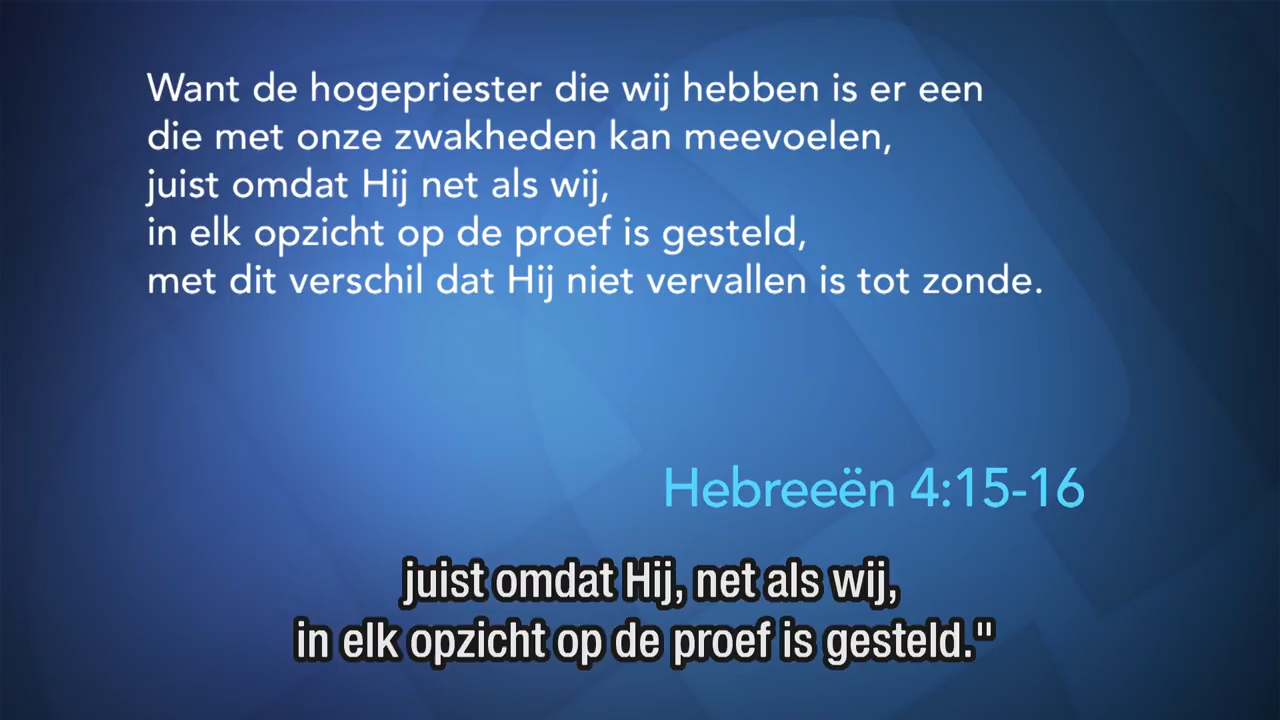 Want de hogepriester die wij hebben is er een
die met onze zwakheden kan meevoelen,
juist omdat Hij net als wij,
in elk opzicht op de proef is gesteld,
met dit verschil dat Hij niet vervallen is tot zonde.
Hebreeën 4:15-16
juist omdat Hij, net als wij,
in elk opzicht op de proef is gesteld."